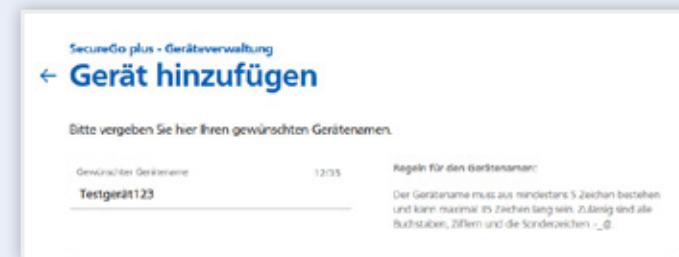 SecureGo plus - Geräteverwaltung
← Gerät hinzufügen
Bitte vergeben Sie hier Ihren gewünschten Gerätenamen.
Gewünschter Gerätename 12/35
Testgerät123
Regeln für den Gerätenamen:
Der Gerätename muss aus mindestens 5 Zeichen bestehen
und kann maximal 35 Zeichen lang sein. Zulässig sind alle
Buchstaben, Ziffern und die Sonderzeichen .-_@.